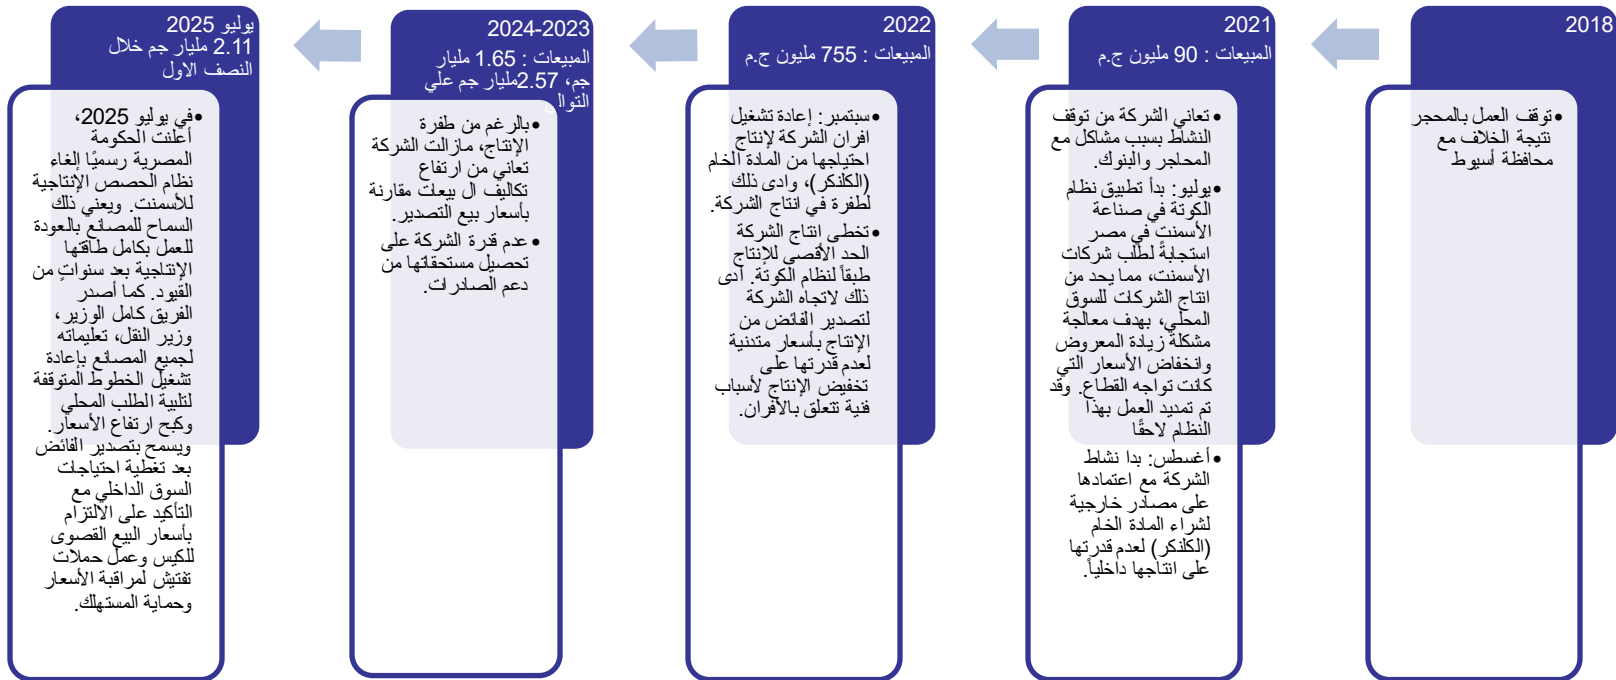 2018
•توقف العمل بالمحجر
نتيجة الخلاف مع
محافظة أسيوط
2021
المبيعات : 90 مليون ج.م
•تعاني الشركة من توقف
النشاط بسبب مشاكل مع
المحاجر والبنوك.
•يوليو: بدأ تطبيق نظام
الكوتة في صناعة
الأسمنت في مصر
استجابةً لطلب شركات
الأسمنت، مما يحد من
انتاج الشركات للسوق
المحلي، بهدف معالجة
مشكلة زيادة المعروض
وانخفاض الأسعار التي
كانت تواجه القطاع. وقد
تم تمديد العمل بهذا
النظام لاحقًا
•أغسطس: بدا نشاط
الشركة مع اعتمادها
على مصادر خارجية
لشراء المادة الخام
(الكلنكر) لعدم قدرتها
على انتاجها داخلياً.
2022
المبيعات : 755 مليون ج.م
•سبتمبر: إعادة تشغيل
افران الشركة لإنتاج
احتياجها من المادة الخام
(الكلنكر)، وادى ذلك
لطفرة في انتاج الشركة.
•تخطى انتاج الشركة
الحد الأقصى للإنتاج
طبقاً لنظام الكوتة. أدى
ذلك لاتجاه الشركة
لتصدير الفائض من
الإنتاج بأسعار متدنية
لعدم قدرتها على
تخفيض الإنتاج لأسباب
فنية تتعلق بالأفران.
2024-2023
المبيعات : 1.65 مليار
جم، 2.57مليار جم علي
التوال
•بالرغم من طفرة
الإنتاج، مازالت الشركة
تعاني من ارتفاع
تكاليف ال بيعات مقارنة
بأسعار بيع التصدير.
•عدم قدرة الشركة على
تحصيل مستحقاتها من
دعم الصادرات.
يوليو 2025
2.11 مليار جم خلال
النصف الاول
•في يوليو 2025،
أعلنت الحكومة
المصرية رسميًا إلغاء
نظام الحصص الإنتاجية
للأسمنت. ويعني ذلك
السماح للمصانع بالعودة
للعمل بكامل طاقتها
الإنتاجية بعد سنواتٍ من
القيود. كما أصدر
الفريق كامل الوزير،
وزير النقل، تعليماته
لجميع المصانع بإعادة
تشغيل الخطوط المتوقفة
لتلبية الطلب المحلي
وكبح ارتفاع الأسعار.
ويسمح بتصدير الفائض
بعد تغطية احتياجات
السوق الداخلي مع
التأكيد على الالتزام
بأسعار البيع القصوى
للكيس وعمل حملات
تفتيش لمراقبة الأسعار
وحماية المستهلك.